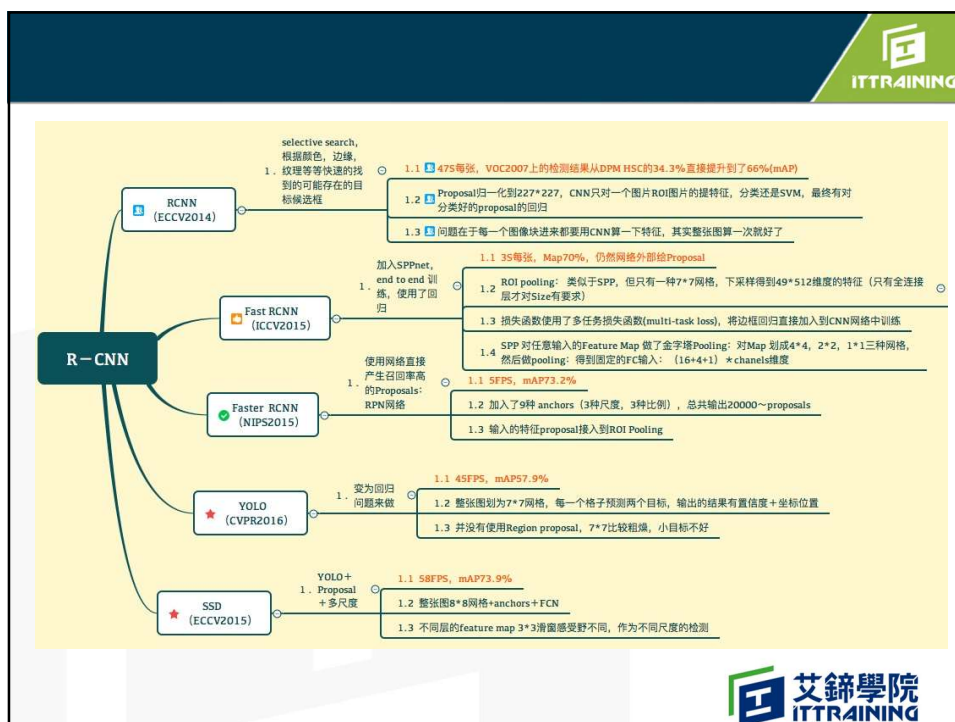 ITTRAINING
R－CNN
RCNN
(ECCV2014)
1．
selective search,
根据颜色，边缘,
纹理等等快速的找
到的可能存在的目
标候选框
1.1 47S每张，VOC2007上的检测结果从DPM HSC的34.3%直接提升到了66%(mAP)
1.2 Proposal归一化到227*227，CNN只对一个图片ROI图片的提特征，分类还是SVM，最终有对
分类好的proposal的回归
1.3 问题在于每一个图像块进来都要用CNN算一下特征，其实整张图算一次就好了
Fast RCNN
(ICCV2015)
1．
加入SPPnet,
end to end 训
练，使用了回
归
1.1 3S每张，Map70%，仍然网络外部给Proposal
1.2 ROI pooling：类似于SPP，但只有一种7*7网格，下采样得到49*512维度的特征（只有全连接
层才对Size有要求）
1.3 损失函数使用了多任务损失函数(multi-task loss)，将边框回归直接加入到CNN网络中训练
1.4 SPP 对任意输入的Feature Map 做了金字塔Pooling：对Map 划成4*4，2*2，1*1三种网格,
然后做pooling：得到固定的FC输入：（16+4+1）＊chanels维度
Faster RCNN
(NIPS2015)
1．
使用网络直接
产生召回率高
的Proposals：
RPN网络
1.1 5FPS，mAP73.2%
1.2 加入了9种 anchors（3种尺度，3种比例），总共输出20000～proposals
1.3 输入的特征proposal接入到ROI Pooling
YOLO
(CVPR2016)
1．
变为回归
问题来做
1.1 45FPS，mAP57.9%
1.2 整张图划为7*7网格，每一个格子预测两个目标，输出的结果有置信度＋坐标位置
1.3 并没有使用Region proposal，7*7比较粗燥，小目标不好
SSD
(ECCV2015)
1．
YOLO＋
Proposal
＋多尺度
1.1 58FPS，mAP73.9%
1.2 整张图8*8网格+anchors＋FCN
1.3 不同层的feature map 3*3滑窗感受野不同，作为不同尺度的检测
艾鍗學院
ITTRAINING